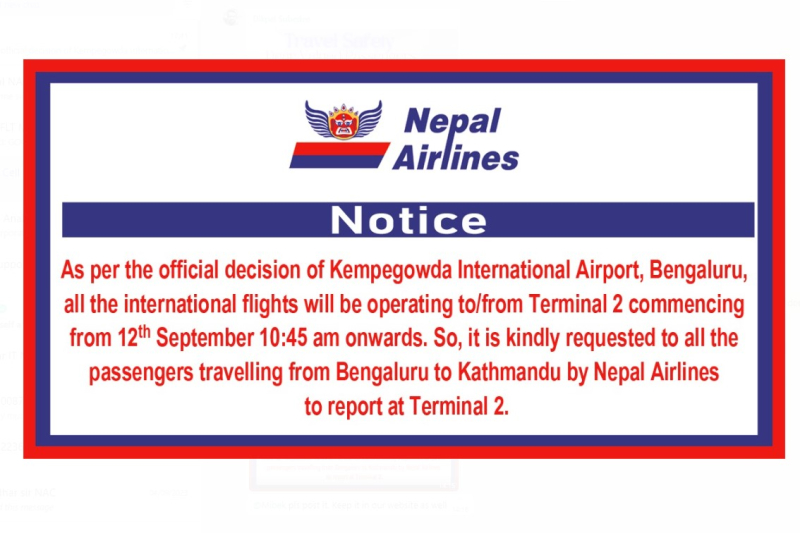 Nepal
Airlines
Notice
As per the official decision of Kempegowda International Airport, Bengaluru,
all the international flights will be operating to/from Terminal 2 commencing
from 12th September 10:45 am onwards. So, it is kindly requested to all the
passengers travelling from Bengaluru to Kathmandu by Nepal Airlines
to report at Terminal 2.